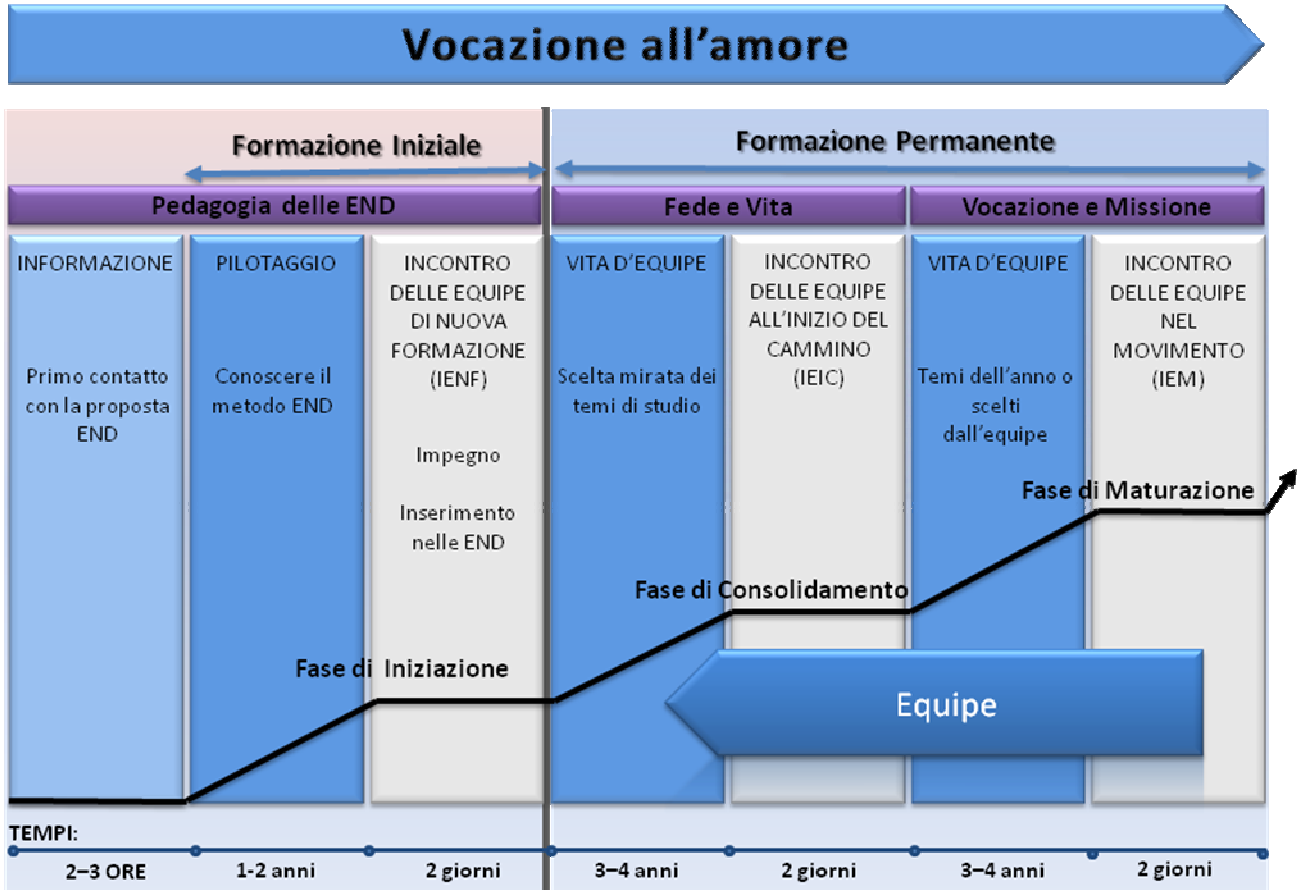 Vocazione all'amore
Formazione Iniziale
Formazione Permanente
Pedagogia delle END
Fede e Vita
Vocazione e Missione
INFORMAZIONE
Primo contatto
con la proposta
END
PILOTAGGIO
Conoscere il
metodo END
INCONTRO
DELLE EQUIPE
DI NUOVA
FORMAZIONE
(IENF)
Impegno
Inserimento
nelle END
VITA D'EQUIPE
Scelta mirata dei
temi di studio
INCONTRO
DELLE EQUIPE
ALL'INIZIO DEL
CAMMINO
(IEIC)
VITA D'EQUIPE
Temi dell'anno o
scelti
dall'equipe
INCONTRO
DELLE EQUIPE
NEL
MOVIMENTO
(IEM)
Fase di Maturazione
Fase di Consolidamento
Fase di Iniziazione
Equipe
TEMPI:
2–3 ORE
1-2 anni
2 giorni
3–4 anni
2 giorni
3–4 anni
2 giorni